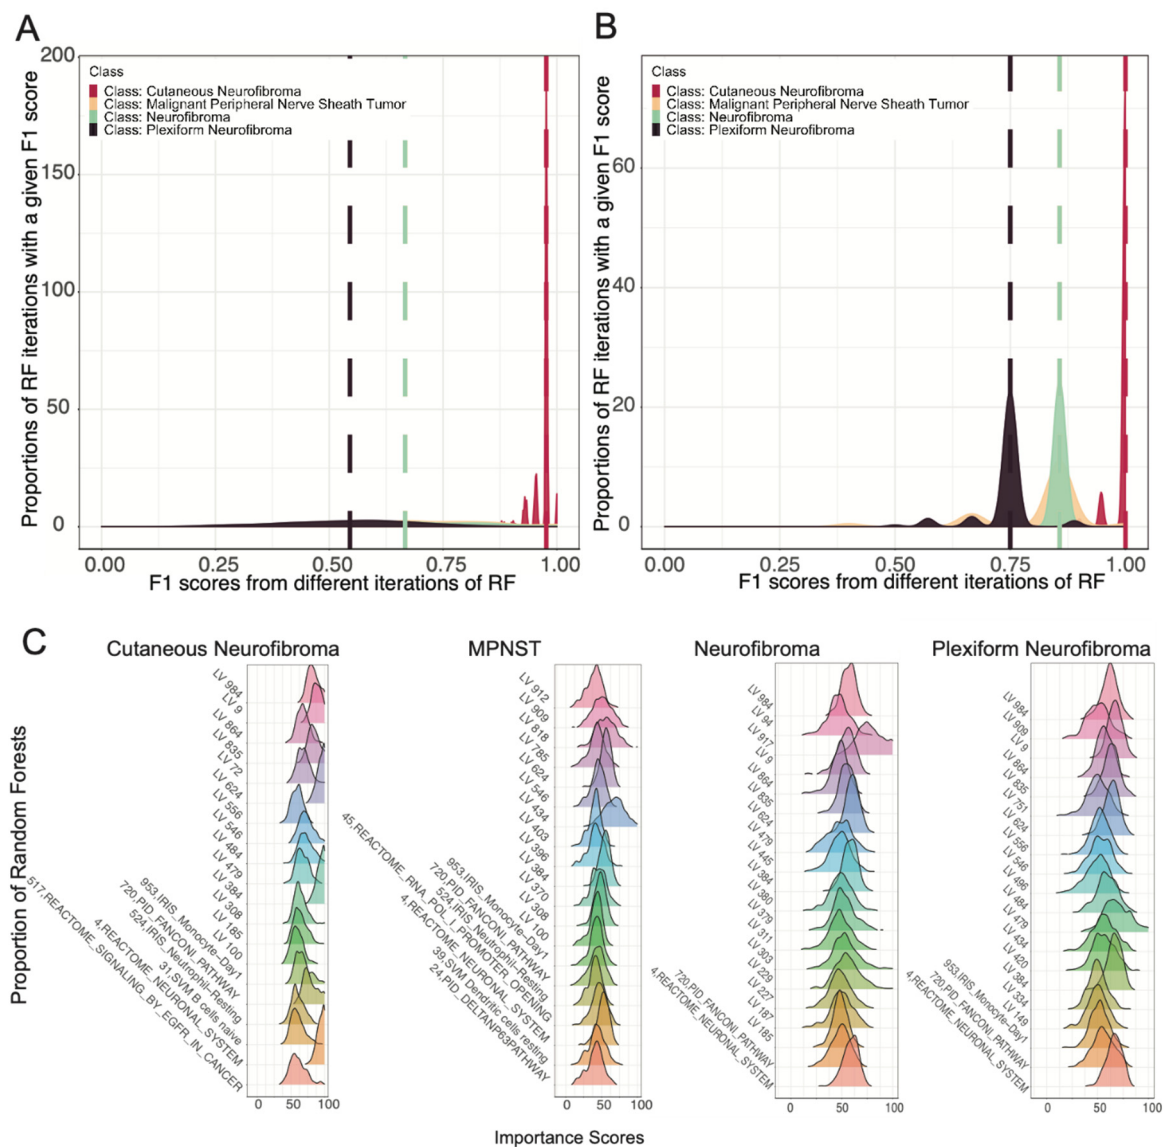 A
Proportions of RF iterations with a given F1 score
200
150
100
50
0
Class
Class: Cutaneous Neurofibroma
Class: Malignant Peripheral Nerve Sheath Tumor
Class: Neurofibroma
Class: Plexiform Neurofibroma
0.00 0.25 0.50 0.75 1.00
F1 scores from different iterations of RF
B
Proportions of RF iterations with a given F1 score
60
40
20
0
Class
Class: Cutaneous Neurofibroma
Class: Malignant Peripheral Nerve Sheath Tumor
Class: Neurofibroma
Class: Plexiform Neurofibroma
0.00 0.25 0.50 0.75 1.00
F1 scores from different iterations of RF
C
Proportion of Random Forests
Cutaneous Neurofibroma
LV 984
LV 9
LV 864
LV 835
LV 72
LV 624
LV 556
LV 546
LV 484
LV 479
LV 384
LV 308
LV 185
LV 100
953,IRIS_Monocyte-Day1
720,PID_FANCONI_PATHWAY
524,IRIS_Neutrophil-Resting
31,SVM B cells naive
4,REACTOME_NEURONAL_SYSTEM
517,REACTOME_SIGNALING_BY_EGFR_IN_CANCER
0 50 100
MPNST
LV 912
LV 909
LV 818
LV 785
LV 624
LV 546
LV 434
LV 403
LV 396
LV 384
LV 370
LV 308
LV 100
953,IRIS_Monocyte-Day1
720,PID_FANCONI_PATHWAY
524,IRIS_Neutrophil-Resting
45,REACTOME_RNA_POL_I_PROMOTER_OPENING
4,REACTOME_NEURONAL_SYSTEM
39,SVM Dendritic cells resting
24,PID_DELTANP63PATHWAY
0 50 100
Neurofibroma
LV 984
LV 94
LV 917
LV 9
LV 864
LV 835
LV 624
LV 479
LV 445
LV 384
LV 380
LV 379
LV 311
LV 303
LV 229
LV 227
LV 187
LV 185
720,PID_FANCONI_PATHWAY
4,REACTOME_NEURONAL_SYSTEM
0 50 100
Plexiform Neurofibroma
LV 984
LV 909
LV 9
LV 864
LV 835
LV 751
LV 624
LV 556
LV 546
LV 496
LV 484
LV 479
LV 434
LV 420
LV 384
LV 334
LV 149
953,IRIS_Monocyte-Day1
720,PID_FANCONI_PATHWAY
4,REACTOME_NEURONAL_SYSTEM
0 50 100
Importance Scores